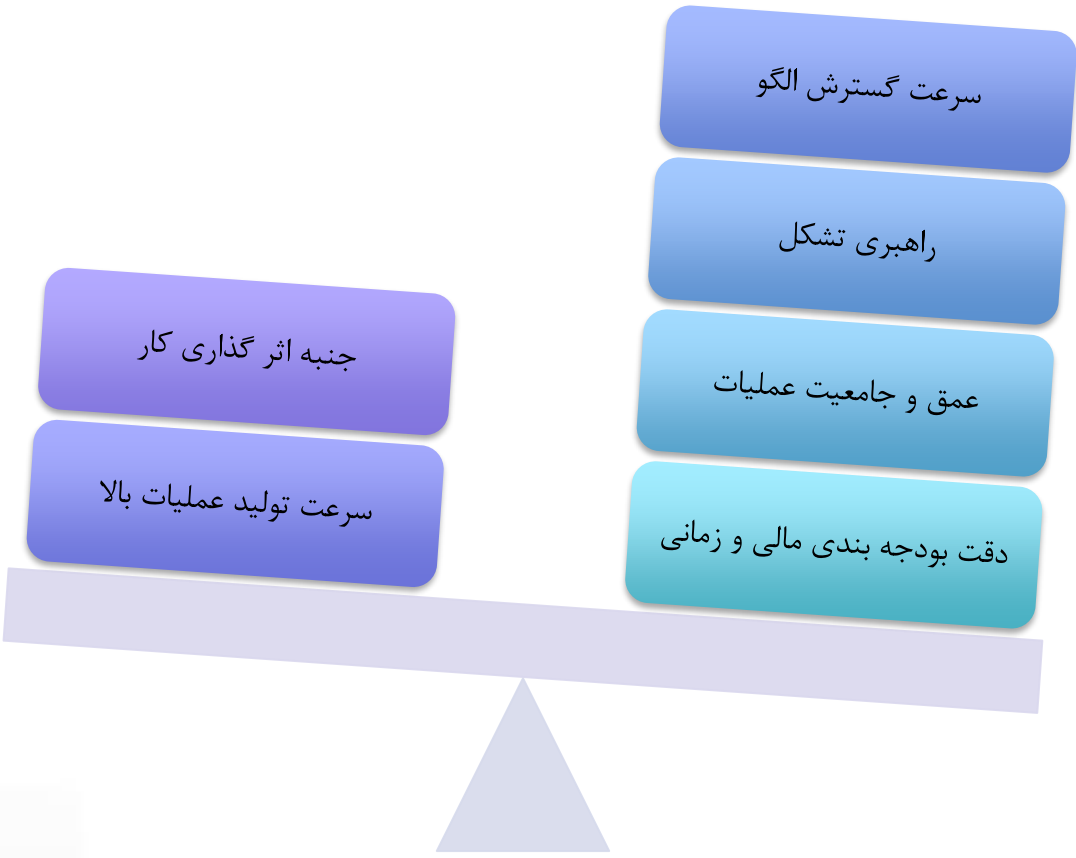 سرعت گسترش الگو
راهبری تشکل
عمق و جامعیت عملیات
دقت بودجه بندی مالی و زمانی
جنبه اثر گذاری کار
سرعت تولید عملیات بالا